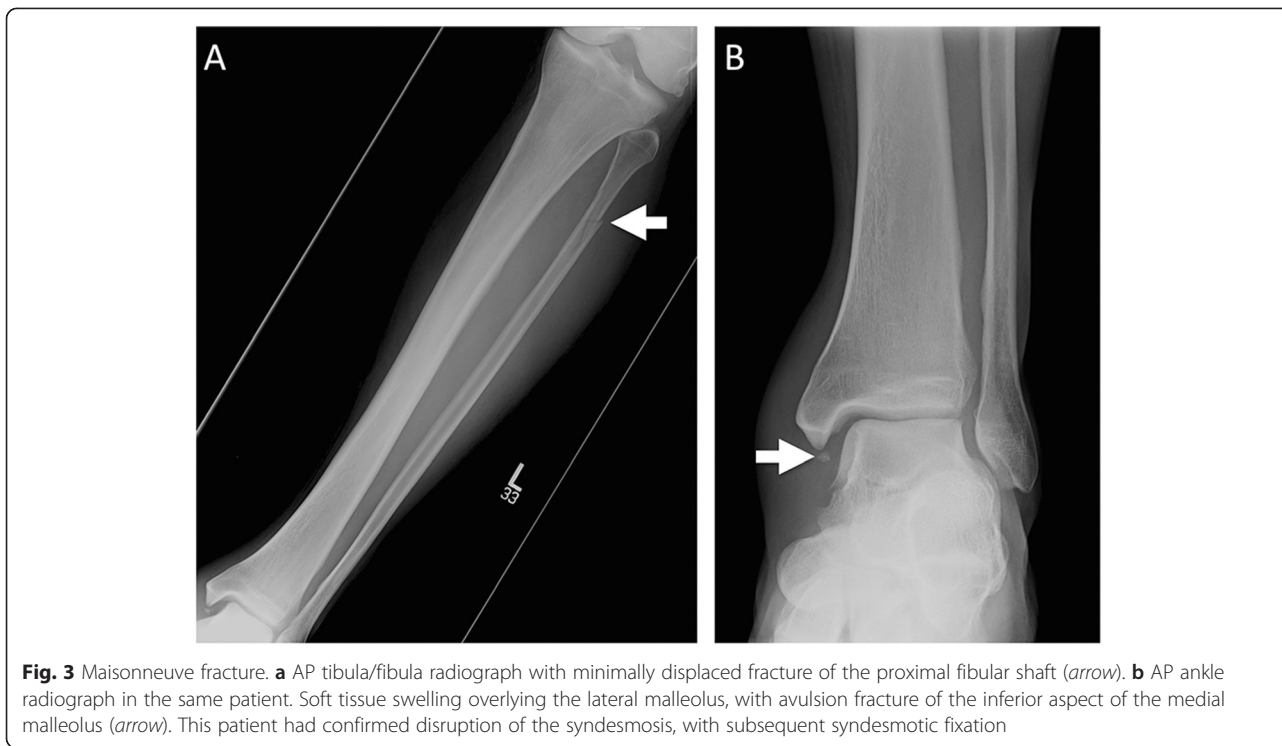 A
B
L
33
Fig. 3 Maisonneuve fracture. a AP tibula/fibula radiograph with minimally displaced fracture of the proximal fibular shaft (arrow). b AP ankle
radiograph in the same patient. Soft tissue swelling overlying the lateral malleolus, with avulsion fracture of the inferior aspect of the medial
malleolus (arrow). This patient had confirmed disruption of the syndesmosis, with subsequent syndesmotic fixation